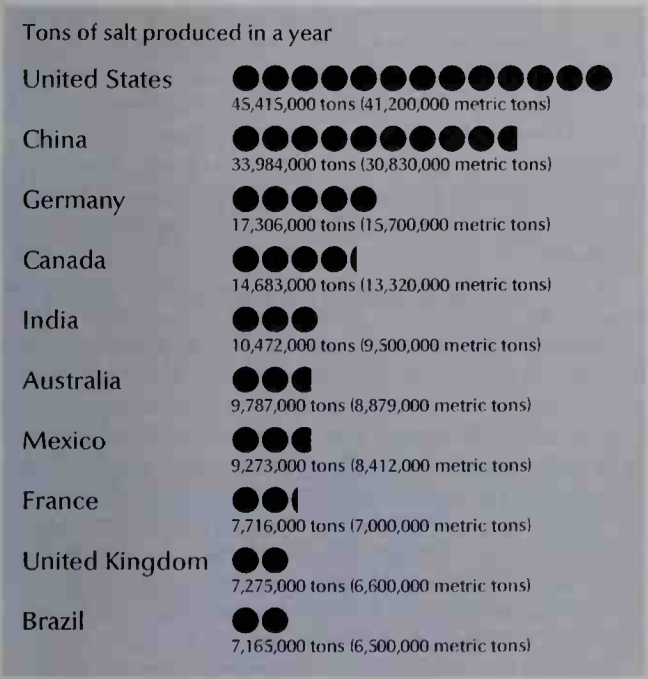 Tons of salt produced in a year
United States
45,415,000 tons (41,200,000 metric tons)
China
33,984,000 tons (30,830,000 metric tons)
Germany
17,306,000 tons (15,700,000 metric tons)
Canada
14,683,000 tons (13,320,000 metric tons)
India
10,472,000 tons (9,500,000 metric tons)
Australia
9,787,000 tons (8,879,000 metric tons)
Mexico
9,273,000 tons (8,412,000 metric tons)
France
7,716,000 tons (7,000,000 metric tons)
United Kingdom
7,275,000 tons (6,600,000 metric tons)
Brazil
7,165,000 tons (6,500,000 metric tons)